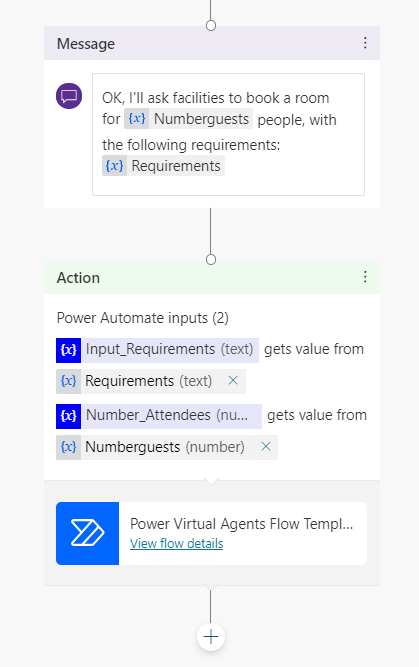 Message
OK, I'll ask facilities to book a room
for {x} Numberguests people, with
the following requirements:
{x} Requirements
Action
Power Automate inputs (2)
{x} Input_Requirements (text) gets value from
{x} Requirements (text) ×
{x} Number_Attendees (nu... gets value from
{x} Numberguests (number) ×
Power Virtual Agents Flow Templ...
View flow details